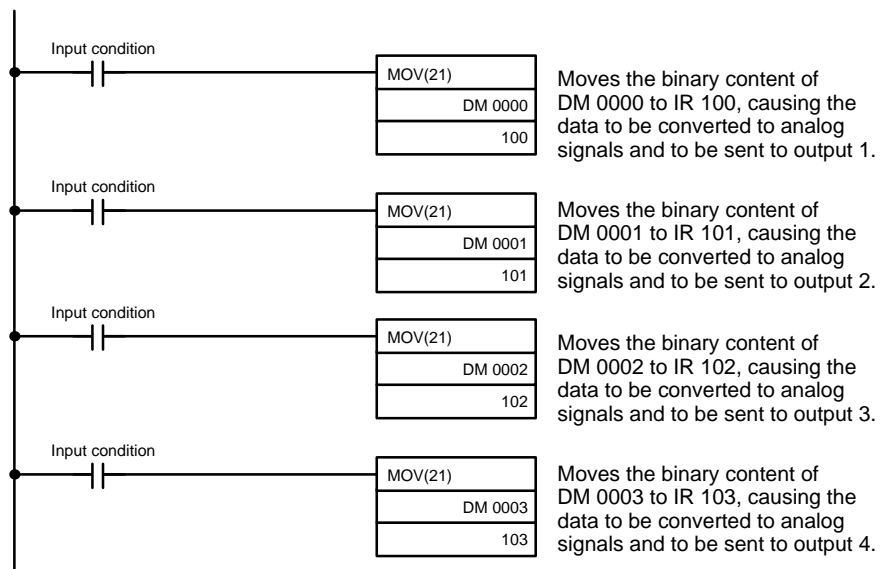 Input condition
MOV(21)
DM 0000
100
Moves the binary content of
DM 0000 to IR 100, causing the
data to be converted to analog
signals and to be sent to output 1.
Input condition
MOV(21)
DM 0001
101
Moves the binary content of
DM 0001 to IR 101, causing the
data to be converted to analog
signals and to be sent to output 2.
Input condition
MOV(21)
DM 0002
102
Moves the binary content of
DM 0002 to IR 102, causing the
data to be converted to analog
signals and to be sent to output 3.
Input condition
MOV(21)
DM 0003
103
Moves the binary content of
DM 0003 to IR 103, causing the
data to be converted to analog
signals and to be sent to output 4.